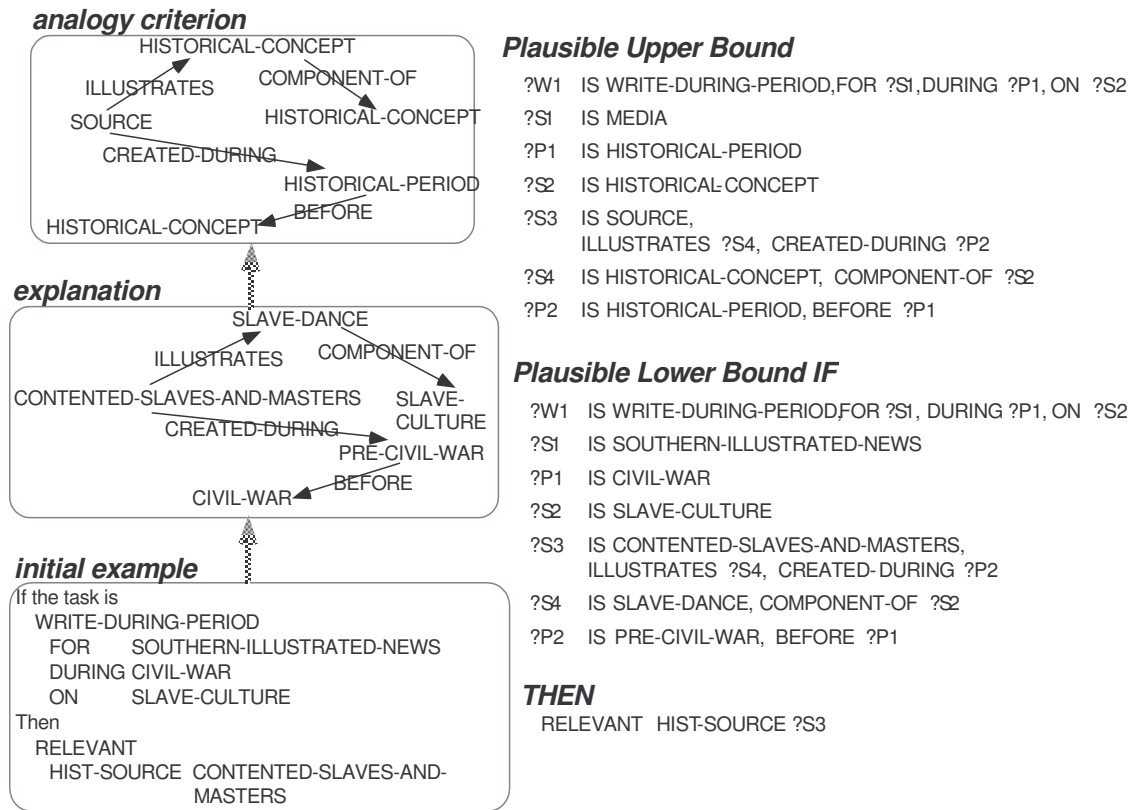 analogy criterion
HISTORICAL-CONCEPT
ILLUSTRATES
COMPONENT-OF
SOURCE
HISTORICAL-CONCEPT
CREATED-DURING
HISTORICAL-PERIOD
BEFORE
HISTORICAL-CONCEPT
explanation
SLAVE-DANCE
ILLUSTRATES
COMPONENT-OF
CONTENTED-SLAVES-AND-MASTERS
SLAVE-
CULTURE
CREATED-DURING
PRE-CIVIL-WAR
BEFORE
CIVIL-WAR
initial example
If the task is
WRITE-DURING-PERIOD
FOR SOUTHERN-ILLUSTRATED-NEWS
DURING CIVIL-WAR
ON SLAVE-CULTURE
Then
RELEVANT
HIST-SOURCE CONTENTED-SLAVES-AND-
MASTERS
Plausible Upper Bound
?W1 IS WRITE-DURING-PERIOD, FOR ?S1, DURING ?P1, ON ?S2
?S1 IS MEDIA
?P1 IS HISTORICAL-PERIOD
?S2 IS HISTORICAL-CONCEPT
?S3 IS SOURCE,
ILLUSTRATES ?S4, CREATED-DURING ?P2
?S4 IS HISTORICAL-CONCEPT, COMPONENT-OF ?S2
?P2 IS HISTORICAL-PERIOD, BEFORE ?P1
Plausible Lower Bound IF
?W1 IS WRITE-DURING-PERIOD, FOR ?S1, DURING ?P1, ON ?S2
?S1 IS SOUTHERN-ILLUSTRATED-NEWS
?P1 IS CIVIL-WAR
?S2 IS SLAVE-CULTURE
?S3 IS CONTENTED-SLAVES-AND-MASTERS,
ILLUSTRATES ?S4, CREATED-DURING ?P2
?S4 IS SLAVE-DANCE, COMPONENT-OF ?S2
?P2 IS PRE-CIVIL-WAR, BEFORE ?P1
THEN
RELEVANT HIST-SOURCE ?S3